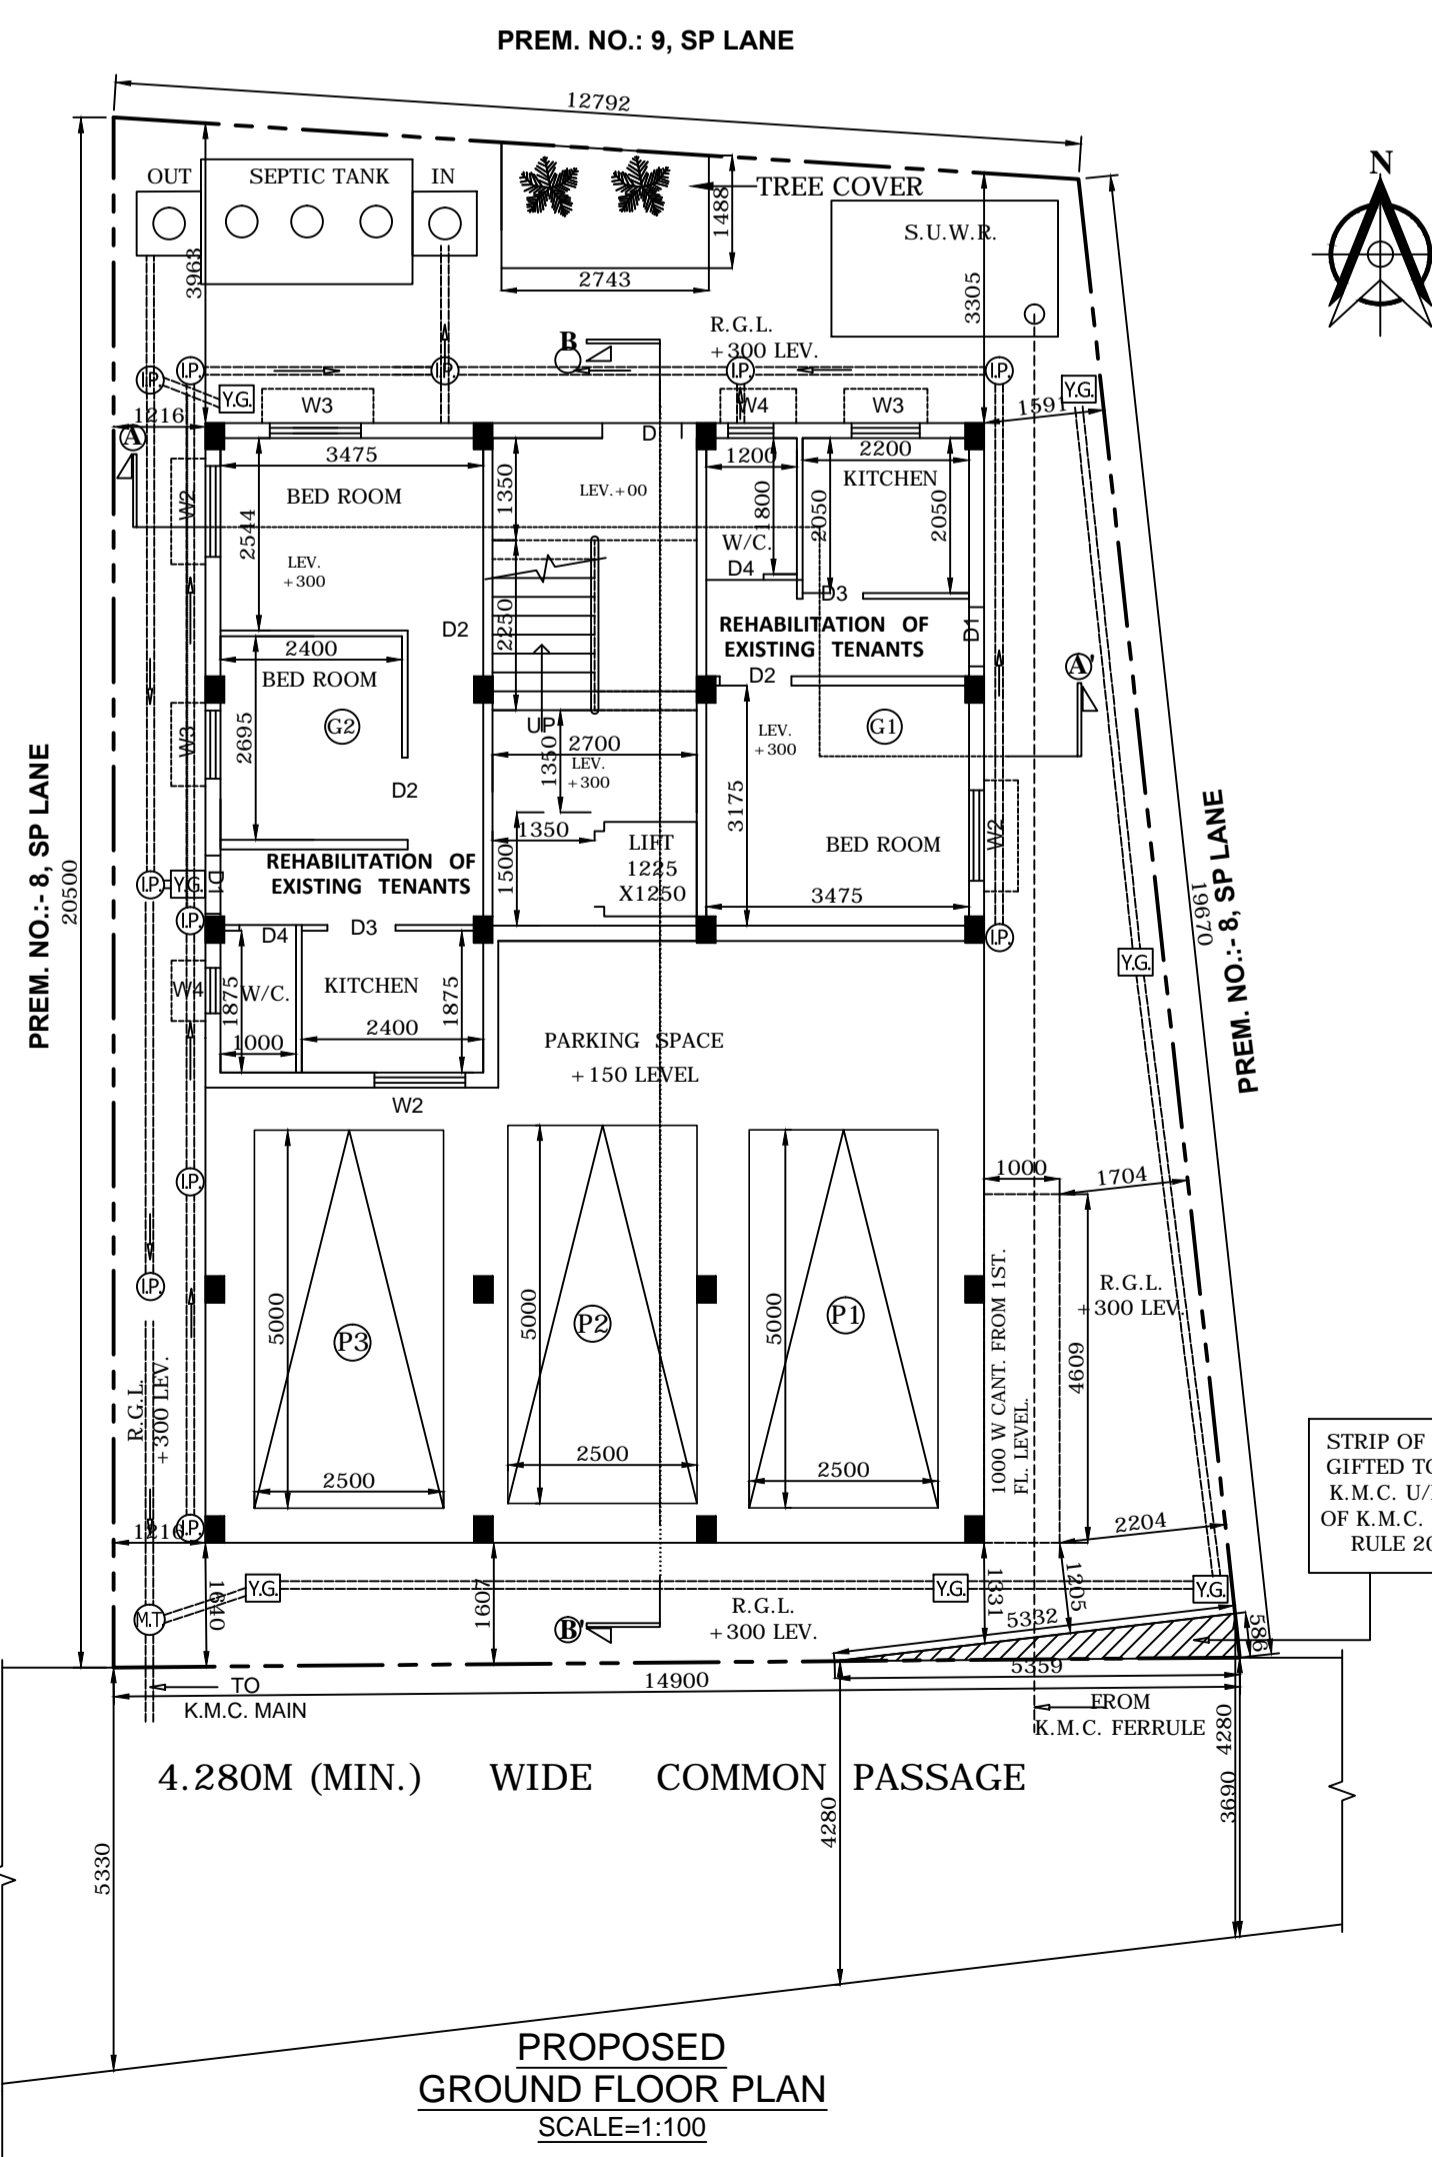 PREM. NO.: 9, SP LANE
12792
N
OUT
SEPTIC TANK
IN
TREE COVER
1488
S.U.W.R.
3963
2743
3305
R.G.L.
+300 LEV.
B
I.P.
I.P.
I.P.
I.P.
I.P.
Y.G.
Y.G.
W3
W4
W3
1216
1591
A
D
3475
1200
2200
BED ROOM
KITCHEN
W2
1350
LEV.+00
1800
2050
2050
2544
W/C.
LEV.
+300
D4
D3
2250
REHABILITATION OF
EXISTING TENANTS
D1
D2
2400
BED ROOM
D2
A'
G2
UP
G1
2695
W3
1350
2700
LEV.
+300
LEV.
+300
3175
D2
1350
LIFT
1225
X1250
BED ROOM
W2
PREM. NO.:- 8, SP LANE
20500
REHABILITATION OF
EXISTING TENANTS
1500
3475
I.P.
Y.G.
D1
I.P.
D4
D3
I.P.
19670
PREM. NO.:- 8, SP LANE
Y.G.
W4
1875
W/C.
KITCHEN
1875
1000
2400
PARKING SPACE
+150 LEVEL
W2
I.P.
1000
1704
I.P.
5000
P3
5000
P2
5000
P1
1000 W CANT. FROM 1ST.
FL. LEVEL.
4609
R.G.L.
+300 LEV.
R.G.L.
+300 LEV.
2500
2500
2500
STRIP OF
GIFTED TO
K.M.C. U/
OF K.M.C.
RULE 20
1216
I.P.
2204
1640
1607
1331
1205
Y.G.
Y.G.
Y.G.
M.T
B'
R.G.L.
+300 LEV.
5332
586
5359
14900
TO
K.M.C. MAIN
FROM
K.M.C. FERRULE
4280
3690
4.280M (MIN.) WIDE COMMON PASSAGE
4280
5330
PROPOSED
GROUND FLOOR PLAN
SCALE=1:100